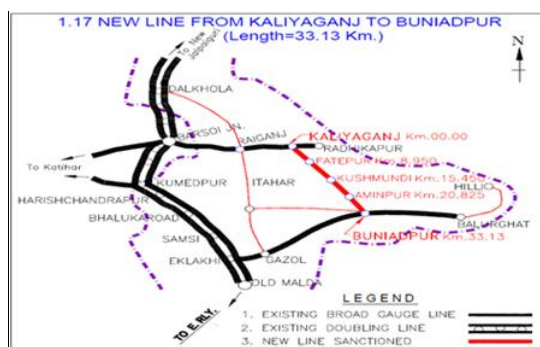 1.17 NEW LINE FROM KALIYAGANJ TO BUNIADPUR
(Length=33.13 Km.)
To New
Jalpaiguri
N
DALKHOLA
BARSOI JN.
RAIGANJ
KALIYAGANJ Km.00.00
RADHIKAPUR
To Katihar
FATEPUR Km.8.950
KUMEDPUR
ITAHAR
KUSHMUNDI Km.15.450
HILLI
HARISHCHANDRAPUR
AMINPUR Km.20.825
BHALUKAROAD
BALURGHAT
SAMSI
BUNIADPUR Km.33.13
EKLAKHI
GAZOL
OLD MALDA
TO E.RLY.
LEGEND
1. EXISTING BROAD GAUGE LINE
2. EXISTING DOUBLING LINE
3. NEW LINE SANCTIONED